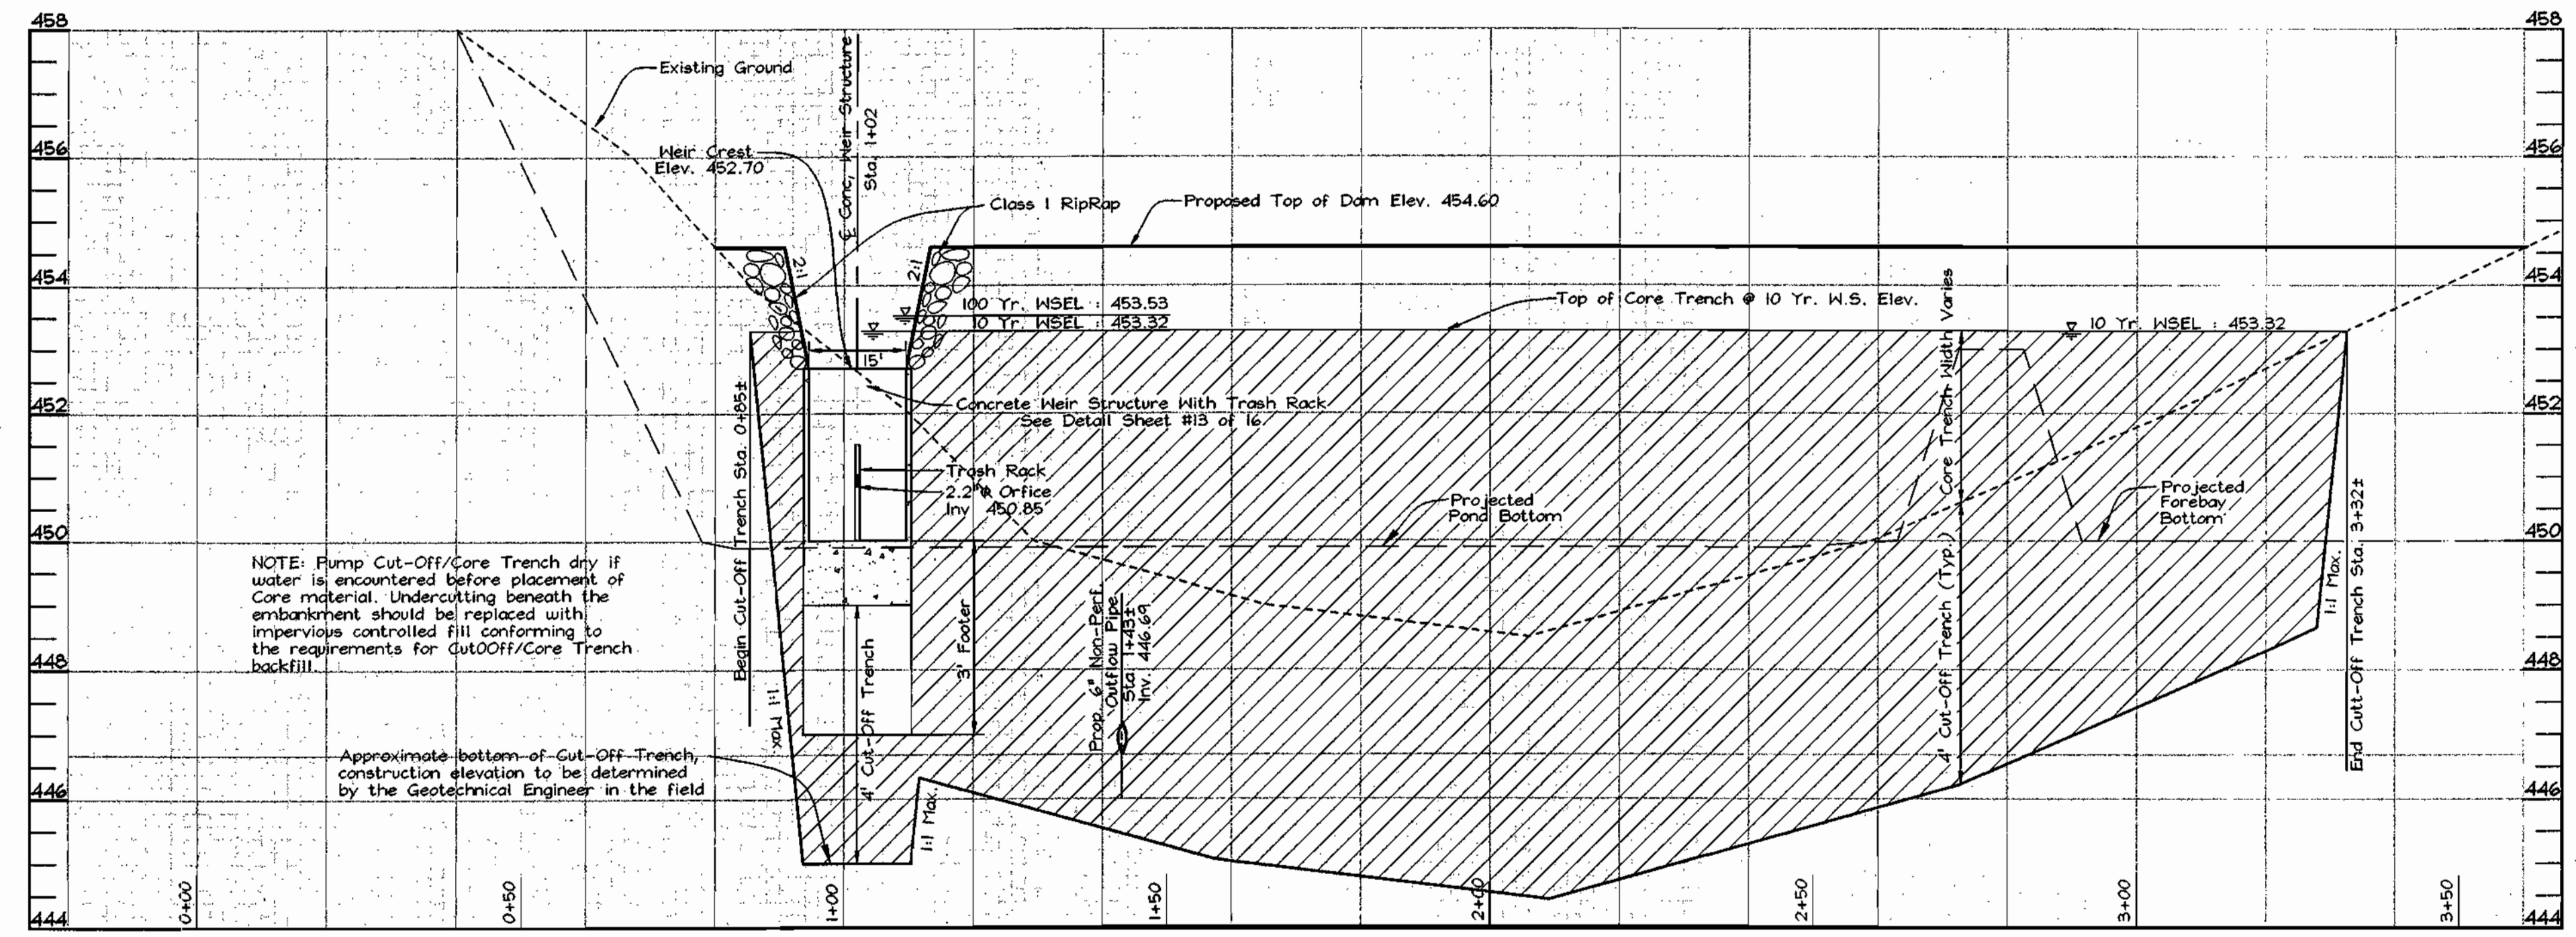 458
458
Existing Ground
℄ Conc. Weir Structure
Sta. 1+02
456
456
Weir Crest
Elev. 452.70
Class I RipRap
Proposed Top of Dam Elev. 454.60
2:1
2:1
454
454
100 Yr. WSEL : 453.53
10 Yr. WSEL : 453.32
Top of Core Trench @ 10 Yr. W.S. Elev.
10 Yr. WSEL : 453.32
15'
Core Trench Width Varies
452
452
Concrete Weir Structure With Trash Rack
See Detail Sheet #13 of 16
Trash Rack
2.2" Orfice
Inv 450.85
Projected
Pond Bottom
Projected
Forebay
Bottom
450
450
NOTE: Pump Cut-Off/Core Trench dry if
water is encountered before placement of
Core material. Undercutting beneath the
embankment should be replaced with
impervious controlled fill conforming to
the requirements for Cut0Off/Core Trench
backfill.
Begin Cut-Off Trench Sta. 0+85±
1:1 Max.
4' Cut-Off Trench
3' Footer
Prop. 6" Non-Perf.
Outflow Pipe
Sta. 1+43±
Inv. 446.69
4' Cut-Off Trench (Typ.)
1:1 Max.
End Cutt-Off Trench Sta. 3+32±
448
448
Approximate bottom of Cut-Off Trench,
construction elevation to be determined
by the Geotechnical Engineer in the field
1:1 Max.
446
446
444
0+00
0+50
1+00
1+50
2+00
2+50
3+00
3+50
444